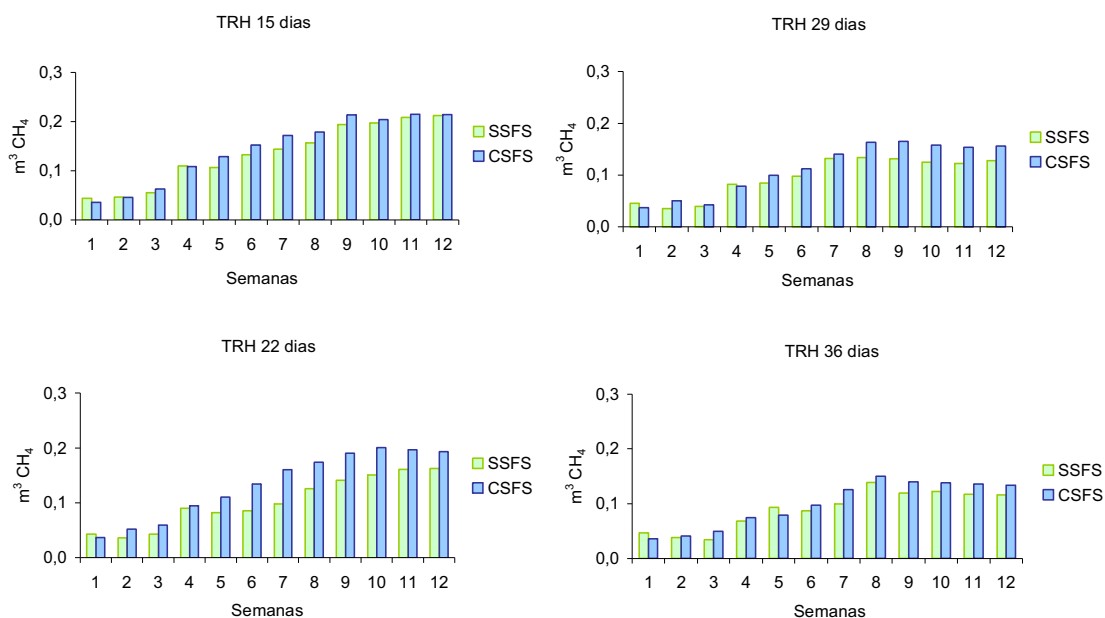 TRH 15 dias
0,3
0,2
0,1
0,0
m³ CH₄
1 2 3 4 5 6 7 8 9 10 11 12
Semanas
SSFS
CSFS
TRH 29 dias
0,3
0,2
0,1
0,0
m³ CH₄
1 2 3 4 5 6 7 8 9 10 11 12
Semanas
SSFS
CSFS
TRH 22 dias
0,3
0,2
0,1
0,0
m³ CH₄
1 2 3 4 5 6 7 8 9 10 11 12
Semanas
SSFS
CSFS
TRH 36 dias
0,3
0,2
0,1
0,0
m³ CH₄
1 2 3 4 5 6 7 8 9 10 11 12
Semanas
SSFS
CSFS